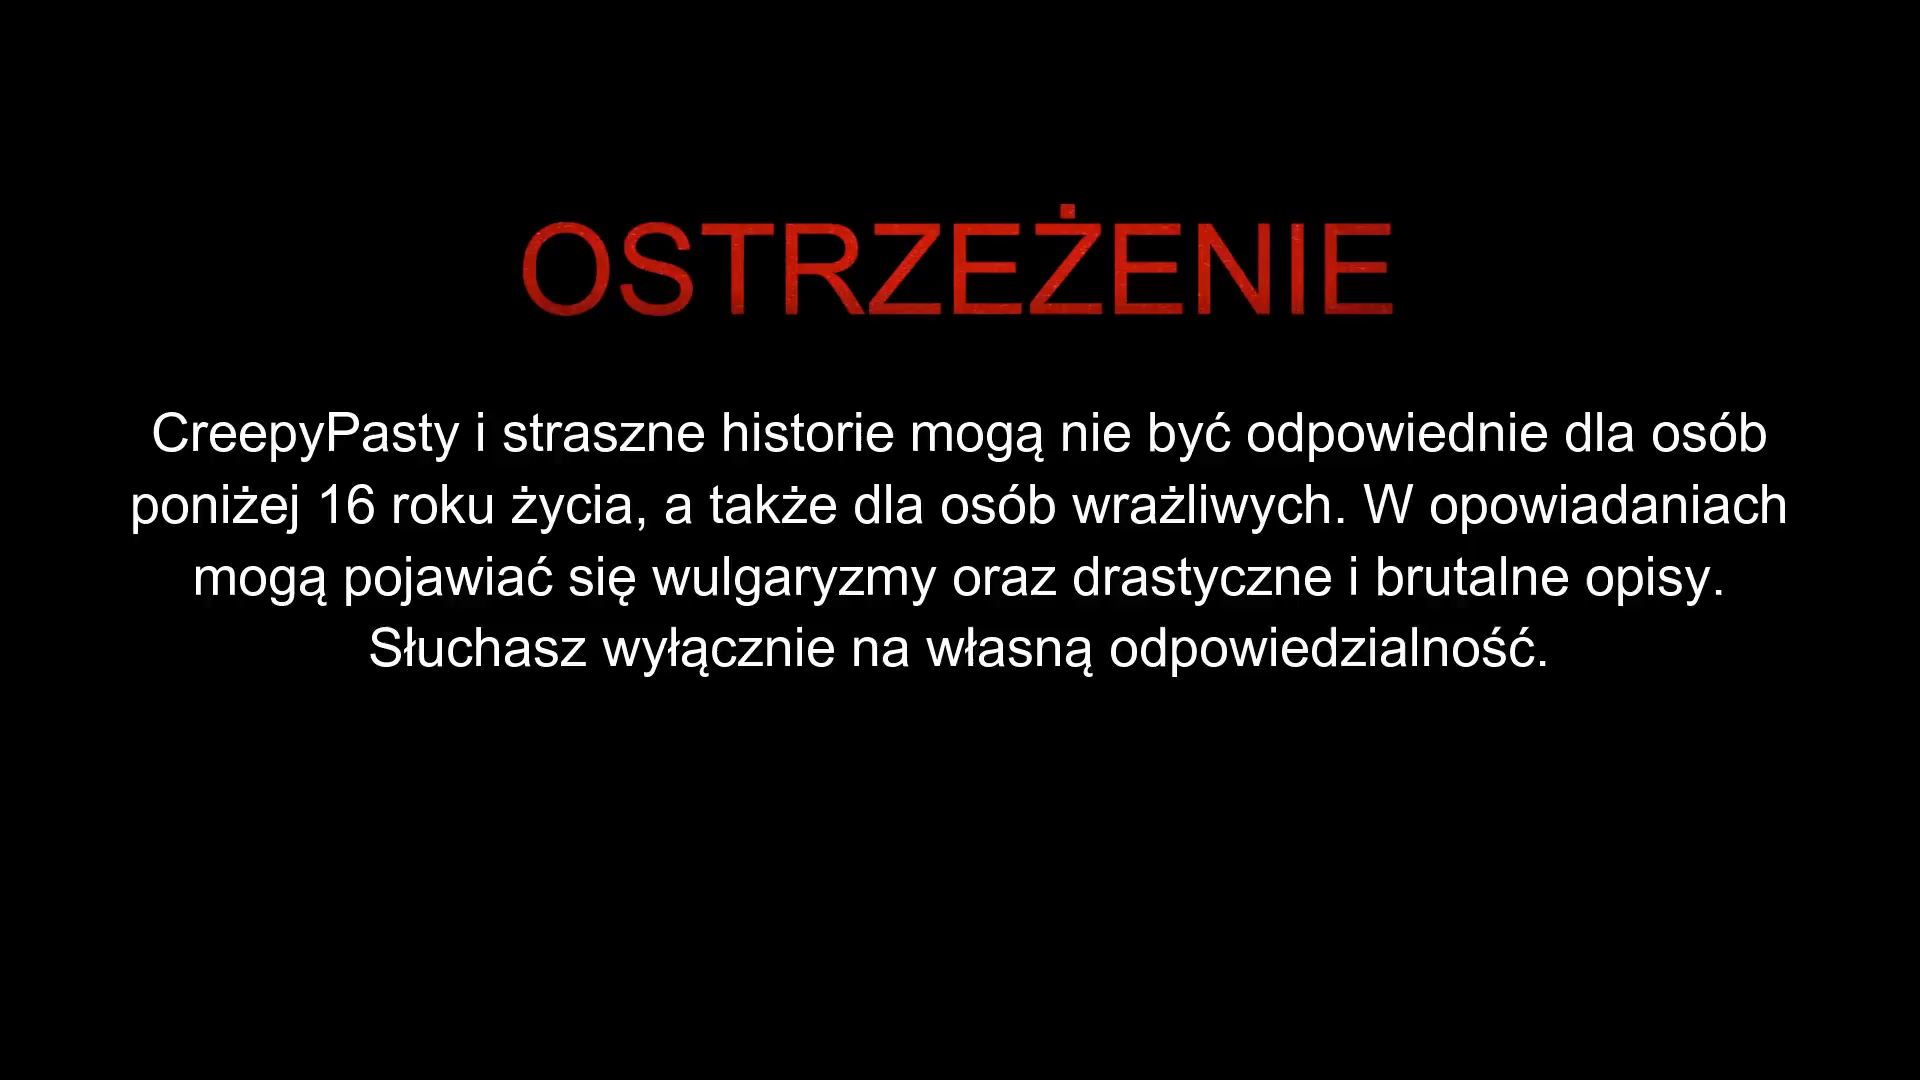 OSTRZEŻENIE
CreepyPasty i straszne historie mogą nie być odpowiednie dla osób
poniżej 16 roku życia, a także dla osób wrażliwych. W opowiadaniach
mogą pojawiać się wulgaryzmy oraz drastyczne i brutalne opisy.
Słuchasz wyłącznie na własną odpowiedzialność.